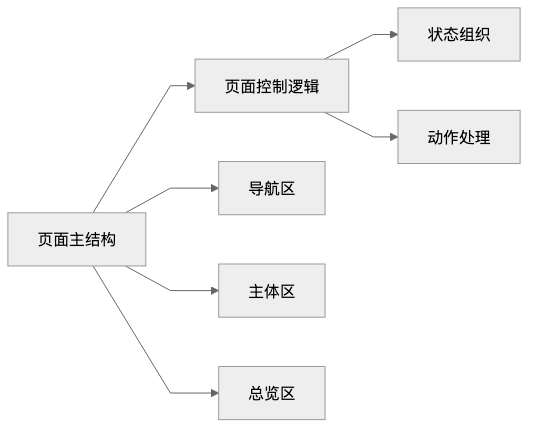 状态组织
页面控制逻辑
动作处理
导航区
页面主结构
主体区
总览区